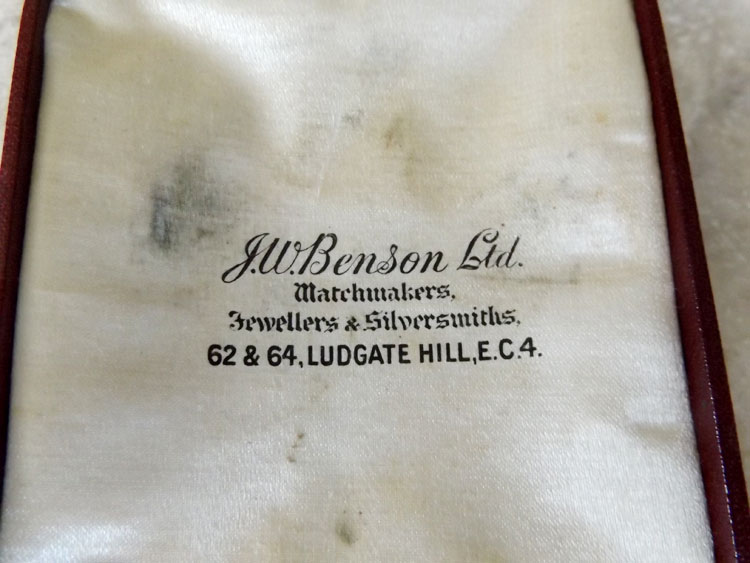 J.W.Benson Ltd.
Watchmakers,
Jewellers & Silversmiths,
62 & 64, LUDGATE HILL, E.C.4.